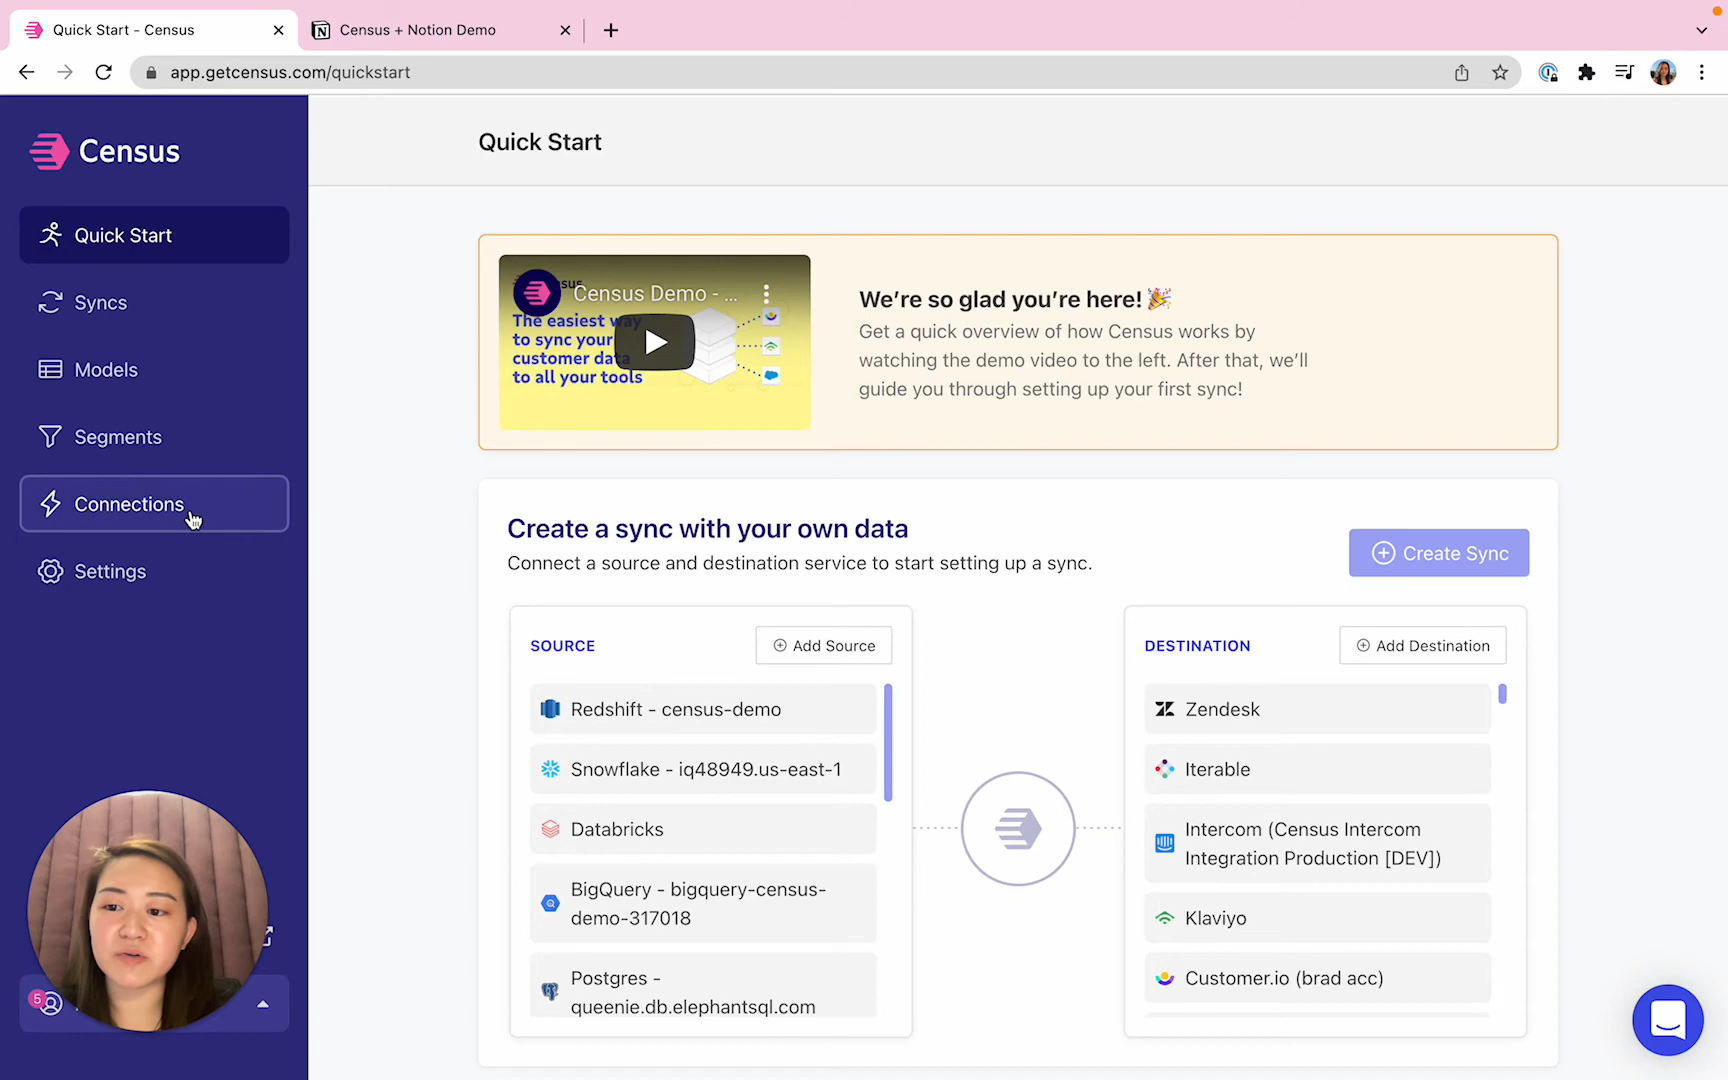 Quick Start - Census
Census + Notion Demo
app.getcensus.com/quickstart
Census
Quick Start
Syncs
Models
Segments
Connections
Settings
5
Quick Start
Census Demo - ...
The easiest way
to sync your
customer data
to all your tools
We're so glad you're here! 🎉
Get a quick overview of how Census works by
watching the demo video to the left. After that, we'll
guide you through setting up your first sync!
Create a sync with your own data
Connect a source and destination service to start setting up a sync.
Create Sync
SOURCE
Add Source
Redshift - census-demo
Snowflake - iq48949.us-east-1
Databricks
BigQuery - bigquery-census-
demo-317018
Postgres -
queenie.db.elephantsql.com
DESTINATION
Add Destination
Zendesk
Iterable
Intercom (Census Intercom
Integration Production [DEV])
Klaviyo
Customer.io (brad acc)